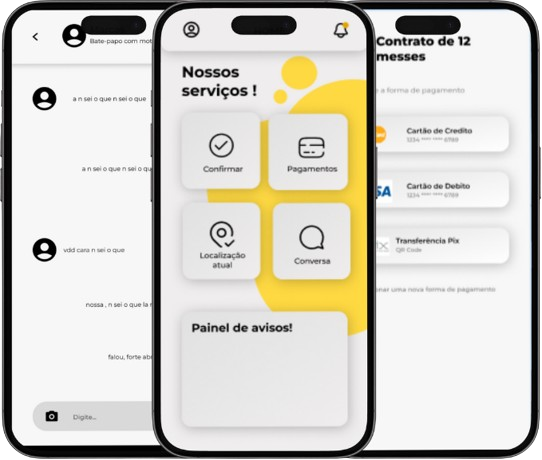 Bate-papo com mot
a n sei o que n sei o que
a n sei o que n sei o qu
vdd cara n sei o que
nossa , n sei o que la n
falou, forte abr
Digite...
Nossos
serviços !
Confirmar
Pagamentos
Localização
atual
Conversa
Painel de avisos!
Contrato de 12
messes
a forma de pagamento
Cartão de Credito
1234 **** **** 6789
SA
Cartão de Debito
1234 **** **** 6789
Transferência Pix
QR Code
nar uma nova forma de pagamento